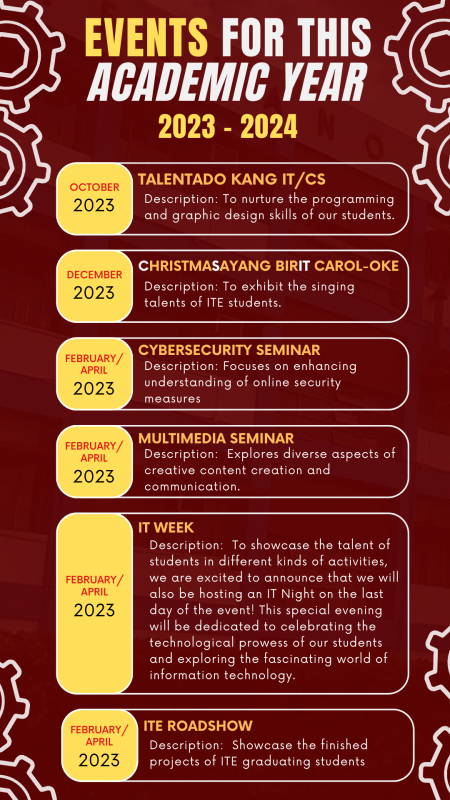 EVENTS FOR THIS
ACADEMIC YEAR
2023 - 2024
OCTOBER
2023
TALENTADO KANG IT/CS
Description: To nurture the programming
and graphic design skills of our students.
DECEMBER
2023
CHRISTMASAYANG BIRIT CAROL-OKE
Description: To exhibit the singing
talents of ITE students.
FEBRUARY/
APRIL
2023
CYBERSECURITY SEMINAR
Description: Focuses on enhancing
understanding of online security
measures
FEBRUARY/
APRIL
2023
MULTIMEDIA SEMINAR
Description: Explores diverse aspects of
creative content creation and
communication.
FEBRUARY/
APRIL
2023
IT WEEK
Description: To showcase the talent of
students in different kinds of activities,
we are excited to announce that we will
also be hosting an IT Night on the last
day of the event! This special evening
will be dedicated to celebrating the
technological prowess of our students
and exploring the fascinating world of
information technology.
FEBRUARY/
APRIL
2023
ITE ROADSHOW
Description: Showcase the finished
projects of ITE graduating students